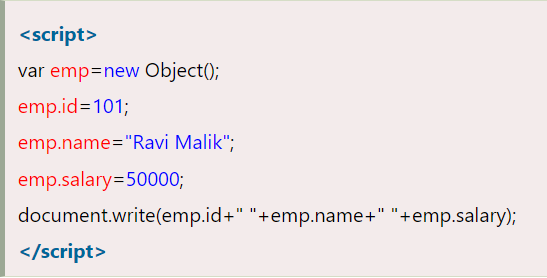 <script>
var emp=new Object();
emp.id=101;
emp.name="Ravi Malik";
emp.salary=50000;
document.write(emp.id+" "+emp.name+" "+emp.salary);
</script>